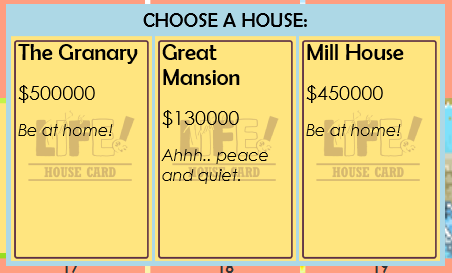 CHOOSE A HOUSE:
The Granary
$500000
Be at home!
LIFE!
HOUSE CARD
Great
Mansion
$130000
Ahhh.. peace
and quiet.
LIFE!
HOUSE CARD
Mill House
$450000
Be at home!
LIFE!
HOUSE CARD